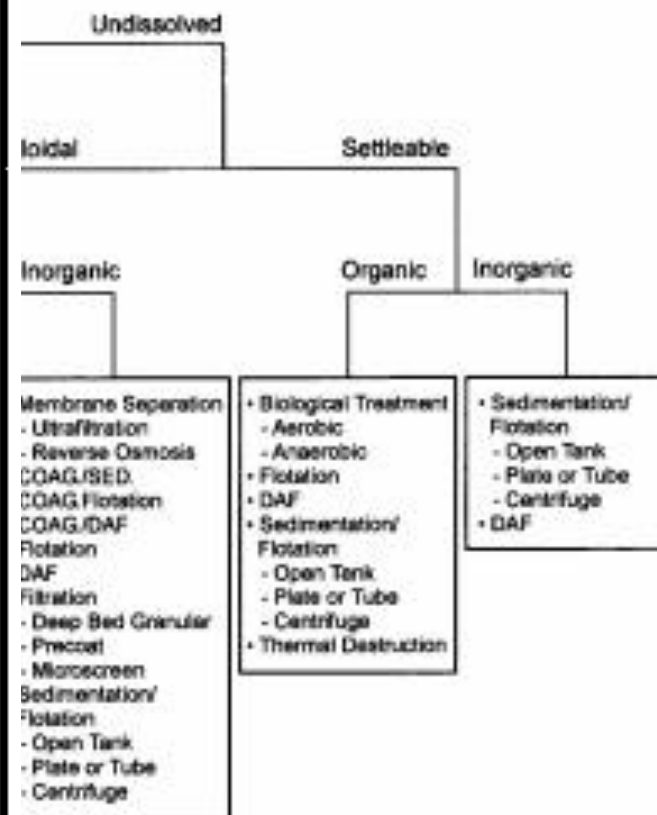 Undissolved
loidal
Settleable
Inorganic
Organic
Inorganic
Membrane Separation
- Ultrafiltration
- Reverse Osmosis
COAG./SED.
COAG.Flotation
COAG./DAF
Flotation
DAF
Filtration
- Deep Bed Granular
- Precoat
- Microscreen
Sedimentation/
Flotation
- Open Tank
- Plate or Tube
- Centrifuge
• Biological Treatment
- Aerobic
- Anaerobic
• Flotation
• DAF
• Sedimentation/
Flotation
- Open Tank
- Plate or Tube
- Centrifuge
• Thermal Destruction
• Sedimentation/
Flotation
- Open Tank
- Plate or Tube
- Centrifuge
• DAF